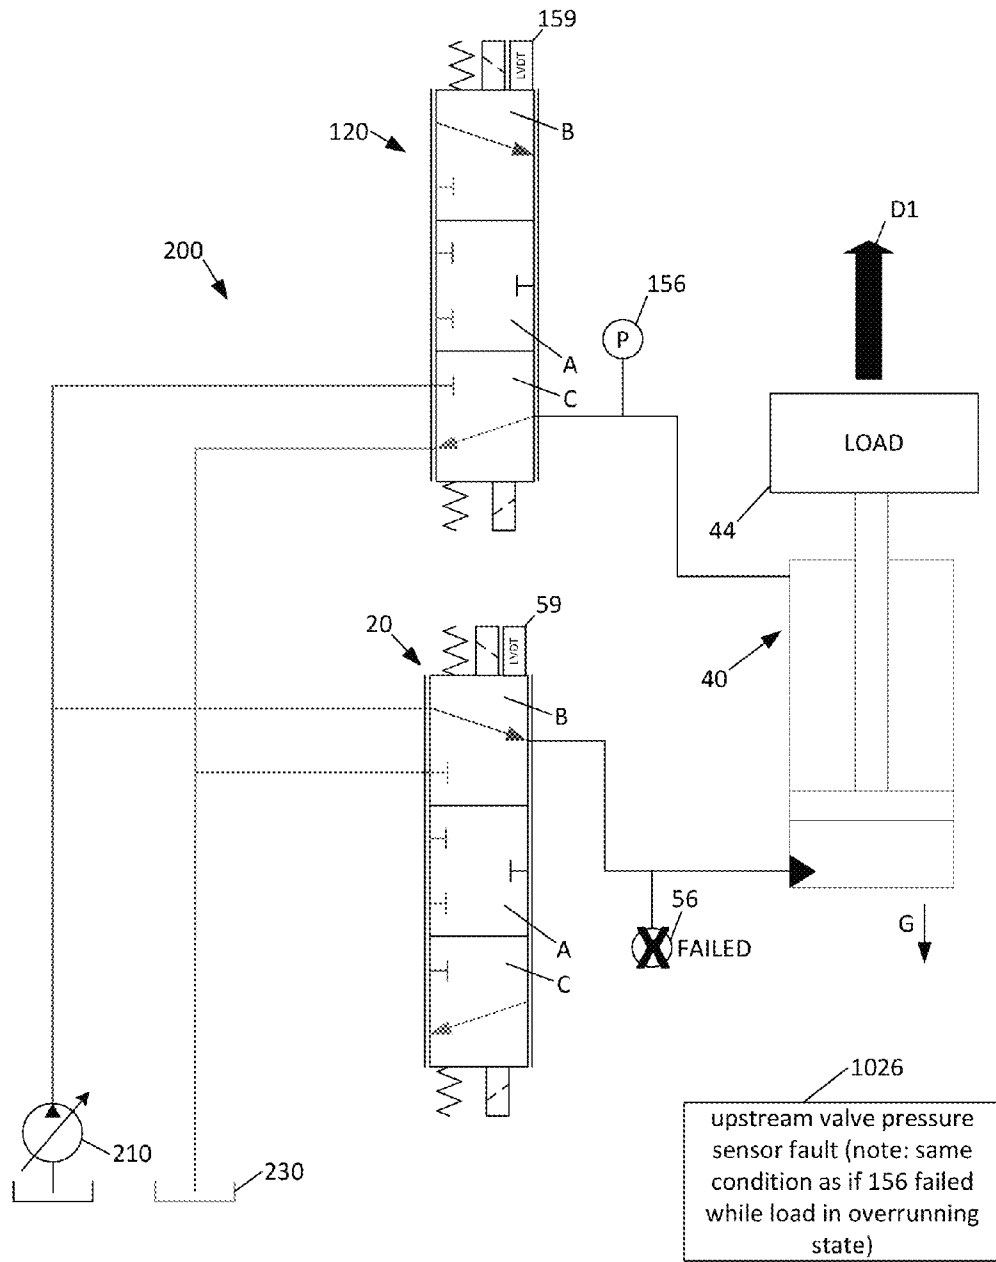 159
LVDT
B
120
D1
200
156
P
A
C
LOAD
44
59
20
LVDT
40
B
56
G
FAILED
A
C
1026
upstream valve pressure
sensor fault (note: same
condition as if 156 failed
while load in overrunning
state)
210
230